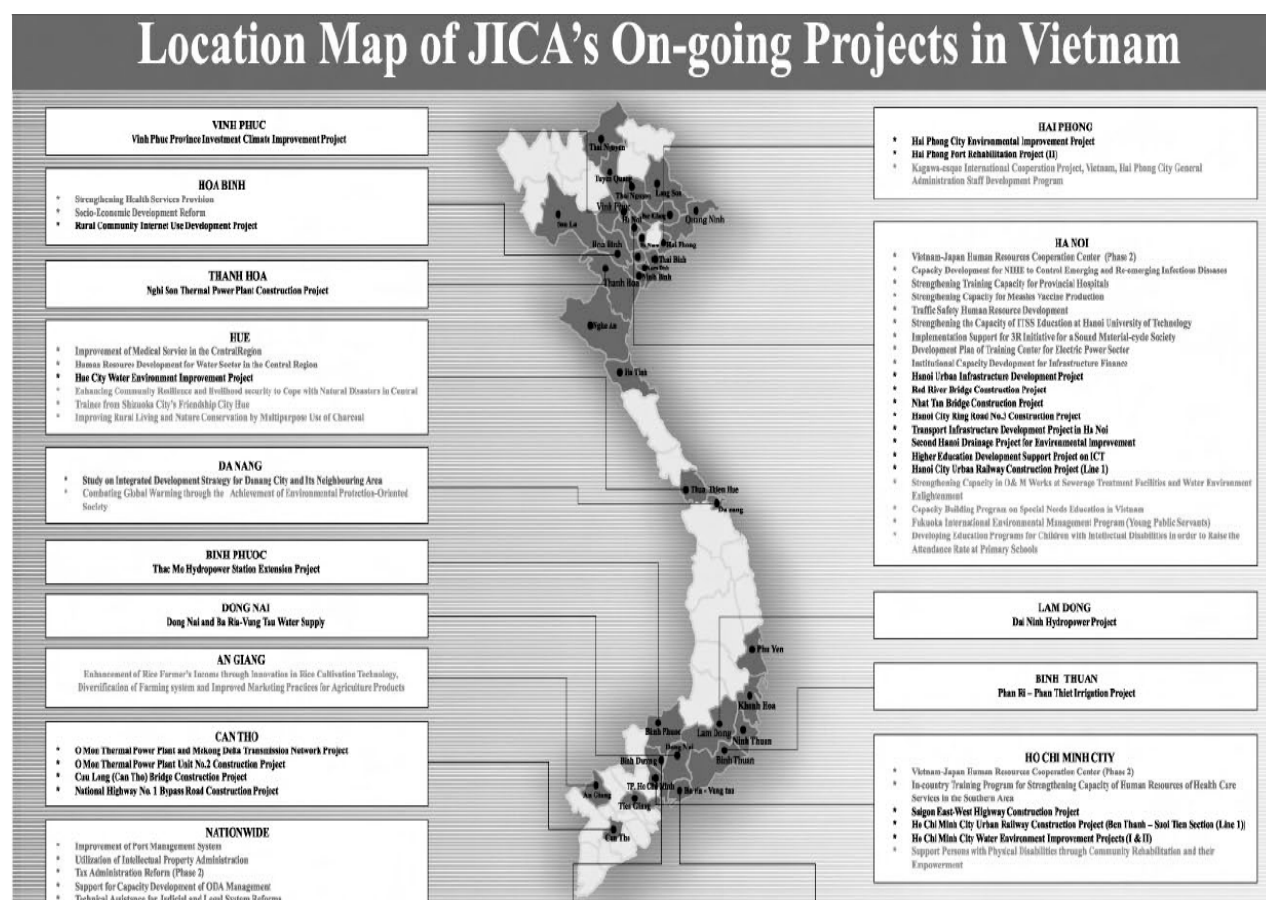 Location Map of JICA's On-going Projects in Vietnam
VINH PHUC
Vinh Phuc Province Investment Climate Improvement Project
HOA BINH
* Strengthening Health Services Provision
* Socio-Economic Development Reform
* Rural Community Internet Use Development Project
THANH HOA
Nghi Son Thermal Power Plant Construction Project
HUE
* Improvement of Medical Service in the CentralRegion
* Human Resoures Development for Water Sector in the Central Region
* Hue City Water Environment Improvement Project
* Enhancing Community Resilience and livelihood security to Cope with Natural Disasters in Central
* Trainee from Shizuoka City's Friendship City Hue
* Improving Rural Living and Nature Conservation by Multipurpose Use of Charcoal
DA NANG
* Study on Integrated Development Strategy for Danang City and Its Neighbouring Area
* Combating Global Warming through the Achievement of Environmental Protection-Oriented
Society
BINH PHUOC
Thac Mo Hydropower Station Extension Project
DONG NAI
Dong Nai and Ba Ria-Vung Tau Water Supply
AN GIANG
Enhancement of Rice Farmer's Income through Innovation in Rice Cultivation Technology,
Diversification of Farming system and Improved Marketing Practices for Agriculture Products
CAN THO
* O Mon Thermal Power Plant and Mekong Delta Transmission Network Project
* O Mon Thermal Power Plant Unit No.2 Construction Project
* Cuu Long (Can Tho) Bridge Construction Project
* National Highway No. 1 Bypass Road Construction Project
NATIONWIDE
* Improvement of Port Management System
* Utilization of Intellectual Property Administration
* Tax Administration Reform (Phase 2)
* Support for Capacity Development of ODA Management
* Technical Assistance for Judicial and Legal System Reforms
Tuyen Quang
Lang Son
Vinh Phuc
Quang Ninh
Son La
Hoa Binh
Hai Phong
Thai Binh
Ninh Binh
Thanh Hoa
Nghe An
Ha Tinh
Thua Thien Hue
Da nang
Phu Yen
Khanh Hoa
Binh Phuoc
Lam Dong
Ninh Thuan
Dong Nai
Binh Duong
Binh Thuan
TP. Ho Chi Minh
Ba ria - Vung tau
An Giang
Tien Giang
Can Tho
HAI PHONG
* Hai Phong City Environmental Improvement Project
* Hai Phong Port Rehabilitation Project (II)
* Kagawa-esque International Cooperation Project, Vietnam, Hai Phong City General
Administration Staff Development Program
HA NOI
* Vietnam-Japan Human Resources Cooperation Center (Phase 2)
* Capacity Development for NIHE to Control Emerging and Re-emerging Infectious Diseases
* Strengthening Training Capacity for Provincial Hospitals
* Strengthening Capacity for Measles Vaccine Production
* Traffic Safety Human Resource Development
* Strengthening the Capacity of ITSS Education at Hanoi University of Technology
* Implementation Support for 3R Initiative for a Sound Material-cycle Society
* Development Plan of Training Center for Electric Power Sector
* Institutional Capacity Development for Infrastructure Finance
* Hanoi Urban Infrastructure Development Project
* Red River Bridge Construction Project
* Nhat Tan Bridge Construction Project
* Hanoi City Ring Road No.3 Construction Project
* Transport Infrastructure Development Project in Ha Noi
* Second Hanoi Drainage Project for Environmental Improvement
* Higher Education Development Support Project on ICT
* Hanoi City Urban Railway Construction Project (Line 1)
* Strengthening Capacity in O& M Works of Sewerage Treatment Facilities and Water Environment
Enlightenment
* Capacity Building Program on Special Needs Education in Vietnam
* Fukuoka International Environmental Management Program (Young Public Servants)
* Developing Education Programs for Children with Intellectual Disabilities in order to Raise the
Attendance Rate at Primary Schools
LAM DONG
Dai Ninh Hydropower Project
BINH THUAN
Phan Ri – Phan Thiet Irrigation Project
HO CHI MINH CITY
* Vietnam-Japan Human Resources Cooperation Center (Phase 2)
* In-country Training Program for Strengthening Capacity of Human Resources of Health Care
Services in the Southern Area
* Saigon East-West Highway Construction Project
* Ho Chi Minh City Urban Railway Construction Project (Ben Thanh – Suoi Tien Section (Line 1)|
* Ho Chi Minh City Water Environment Improvement Projects (I & II)
* Support Persons with Physical Disabilities through Community Rehabilitation and their
Empowerment